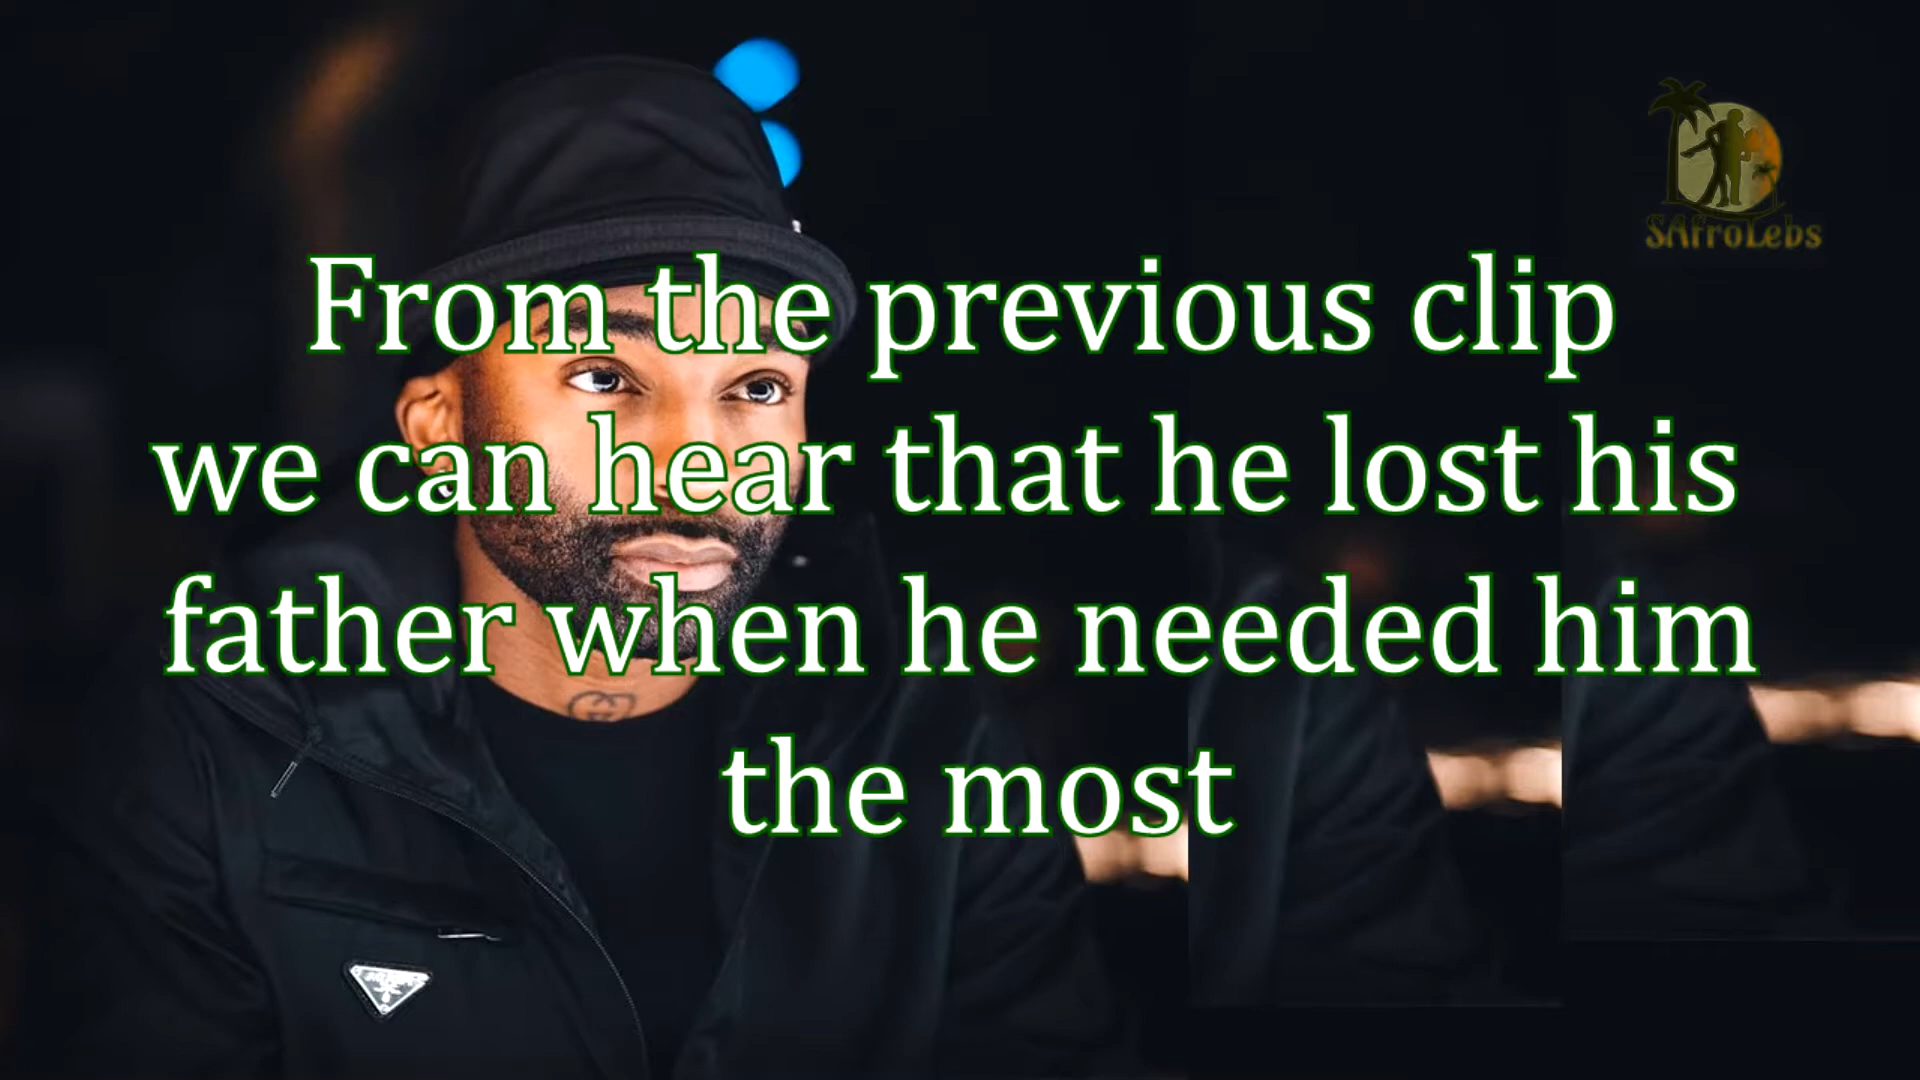 SAfroLebs
From the previous clip
we can hear that he lost his
father when he needed him
the most